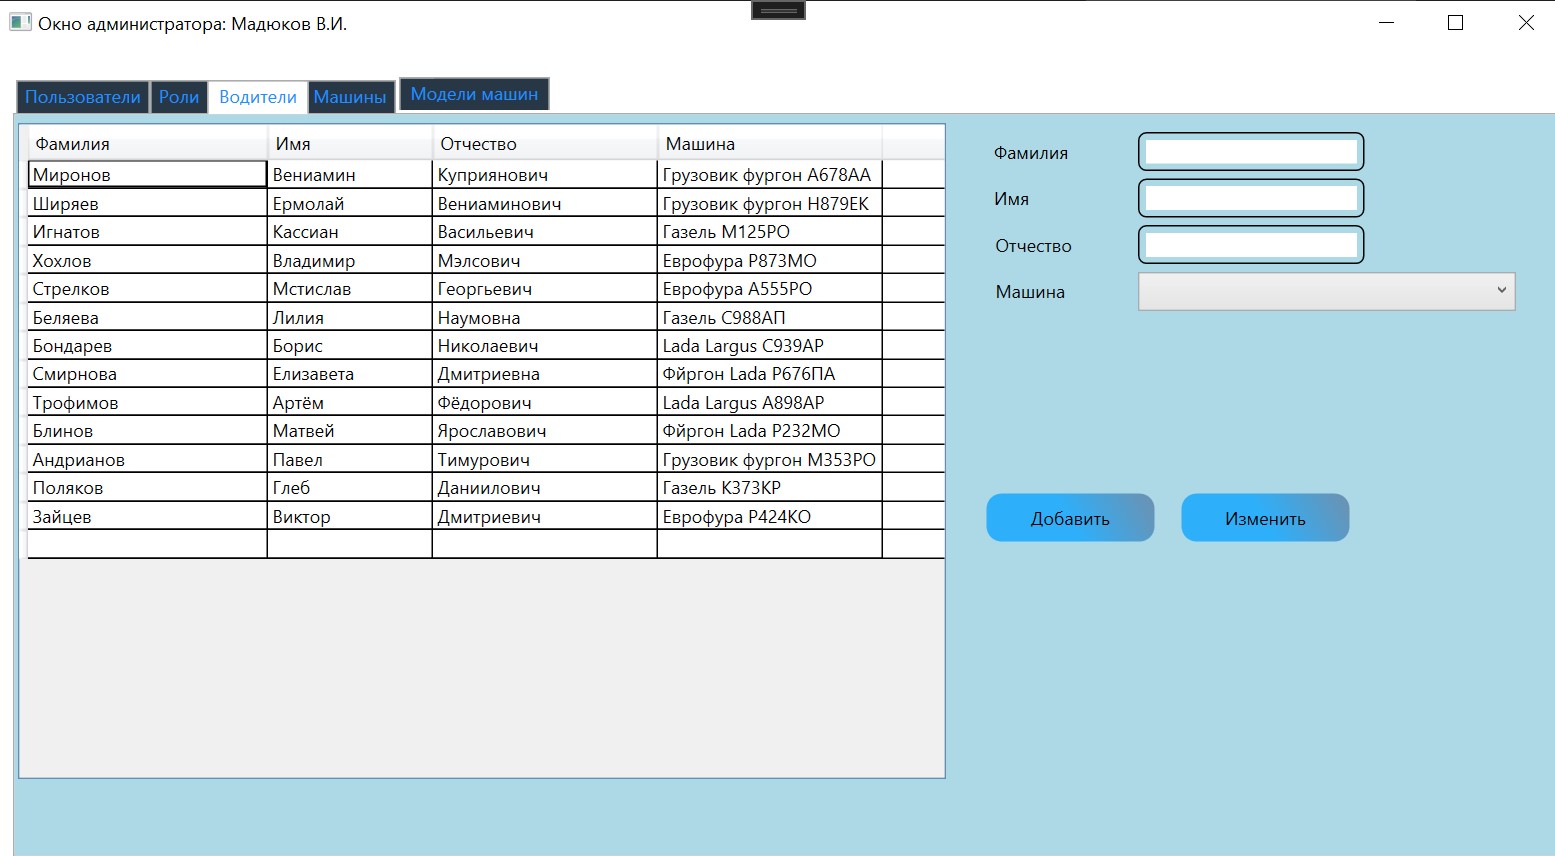 Окно администратора: Мадюков В.И.
Пользователи Роли Водители Машины Модели машин
Фамилия Имя Отчество Машина
Миронов Вениамин Куприянович Грузовик фургон А678АА
Ширяев Ермолай Вениаминович Грузовик фургон Н879ЕК
Игнатов Кассиан Васильевич Газель М125РО
Хохлов Владимир Мэлсович Еврофура Р873МО
Стрелков Мстислав Георгьевич Еврофура А555РО
Беляева Лилия Наумовна Газель С988АП
Бондарев Борис Николаевич Lada Largus С939АР
Смирнова Елизавета Дмитриевна Фйргон Lada Р676ПА
Трофимов Артём Фёдорович Lada Largus А898АР
Блинов Матвей Ярославович Фйргон Lada Р232МО
Андрианов Павел Тимурович Грузовик фургон М353РО
Поляков Глеб Даниилович Газель К373КР
Зайцев Виктор Дмитриевич Еврофура Р424КО
Фамилия
Имя
Отчество
Машина
Добавить Изменить